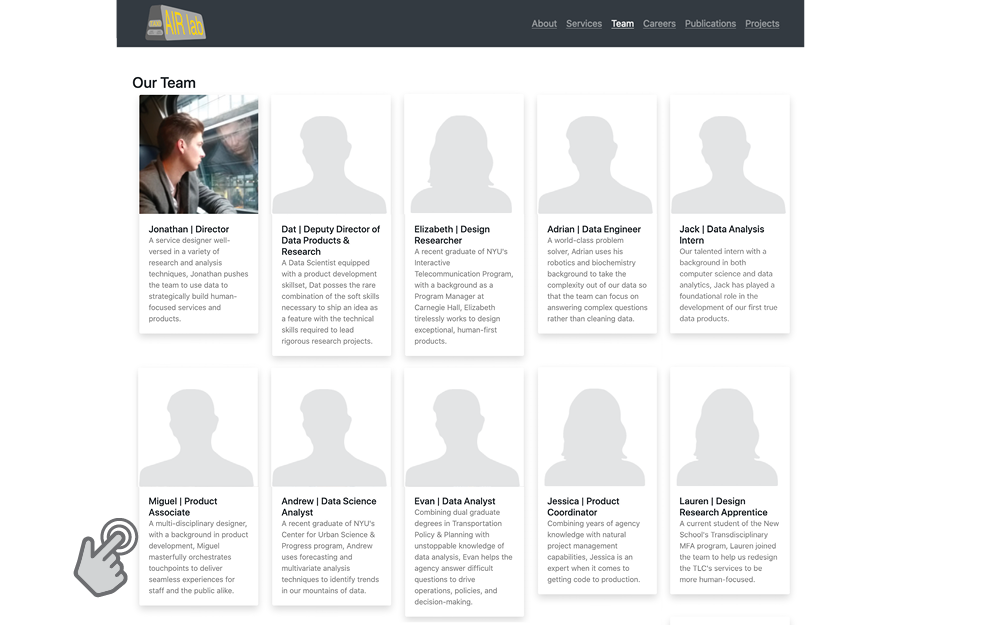 AIR lab
About Services Team Careers Publications Projects
Our Team
Jonathan | Director
A service designer well-
versed in a variety of
research and analysis
techniques, Jonathan pushes
the team to use data to
strategically build human-
focused services and
products.
Dat | Deputy Director of
Data Products &
Research
A Data Scientist equipped
with a product development
skillset, Dat posses the rare
combination of the soft skills
necessary to ship an idea as
a feature with the technical
skills required to lead
rigorous research projects.
Elizabeth | Design
Researcher
A recent graduate of NYU's
Interactive
Telecommunication Program,
with a background as a
Program Manager at
Carnegie Hall, Elizabeth
tirelessly works to design
exceptional, human-first
products.
Adrian | Data Engineer
A world-class problem
solver, Adrian uses his
robotics and biochemistry
background to take the
complexity out of our data so
that the team can focus on
answering complex questions
rather than cleaning data.
Jack | Data Analysis
Intern
Our talented intern with a
background in both
computer science and data
analytics, Jack has played a
foundational role in the
development of our first true
data products.
Miguel | Product
Associate
A multi-disciplinary designer,
with a background in product
development, Miguel
masterfully orchestrates
touchpoints to deliver
seamless experiences for
staff and the public alike.
Andrew | Data Science
Analyst
A recent graduate of NYU's
Center for Urban Science &
Progress program, Andrew
uses forecasting and
multivariate analysis
techniques to identify trends
in our mountains of data.
Evan | Data Analyst
Combining dual graduate
degrees in Transportation
Policy & Planning with
unstoppable knowledge of
data analysis, Evan helps the
agency answer difficult
questions to drive
operations, policies, and
decision-making.
Jessica | Product
Coordinator
Combining years of agency
knowledge with natural
project management
capabilities, Jessica is an
expert when it comes to
getting code to production.
Lauren | Design
Research Apprentice
A current student of the New
School's Transdisciplinary
MFA program, Lauren joined
the team to help us redesign
the TLC's services to be
more human-focused.